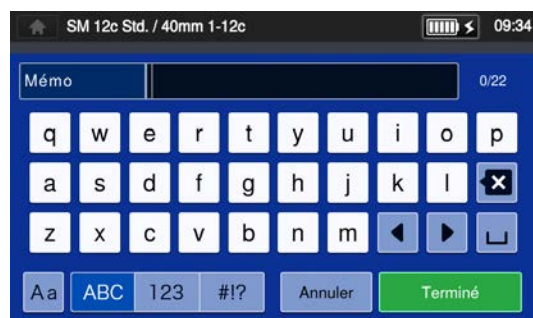 SM 12c Std. / 40mm 1-12c 09:34
Mémo 0/22
q w e r t y u i o p
a s d f g h j k l
z x c v b n m
Aa ABC 123 #!? Annuler Terminé